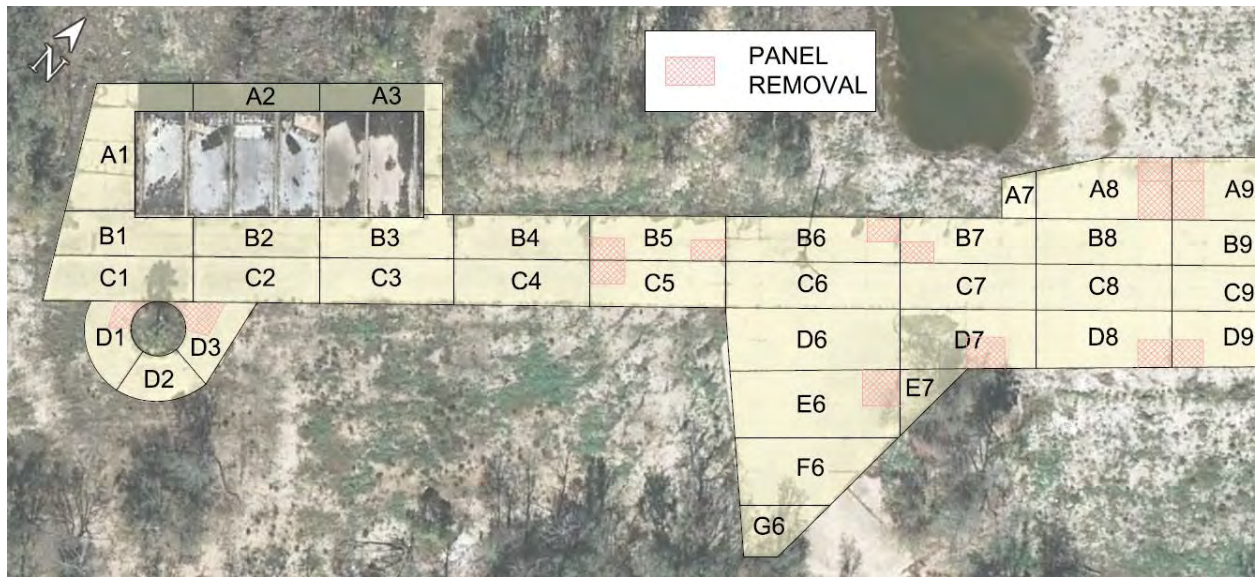 N
PANEL
REMOVAL
A2 A3
A1
A7 A8 A9
B1 B2 B3 B4 B5 B6 B7 B8 B9
C1 C2 C3 C4 C5 C6 C7 C8 C9
D1 D3 D6 D7 D8 D9
D2
E6 E7
F6
G6